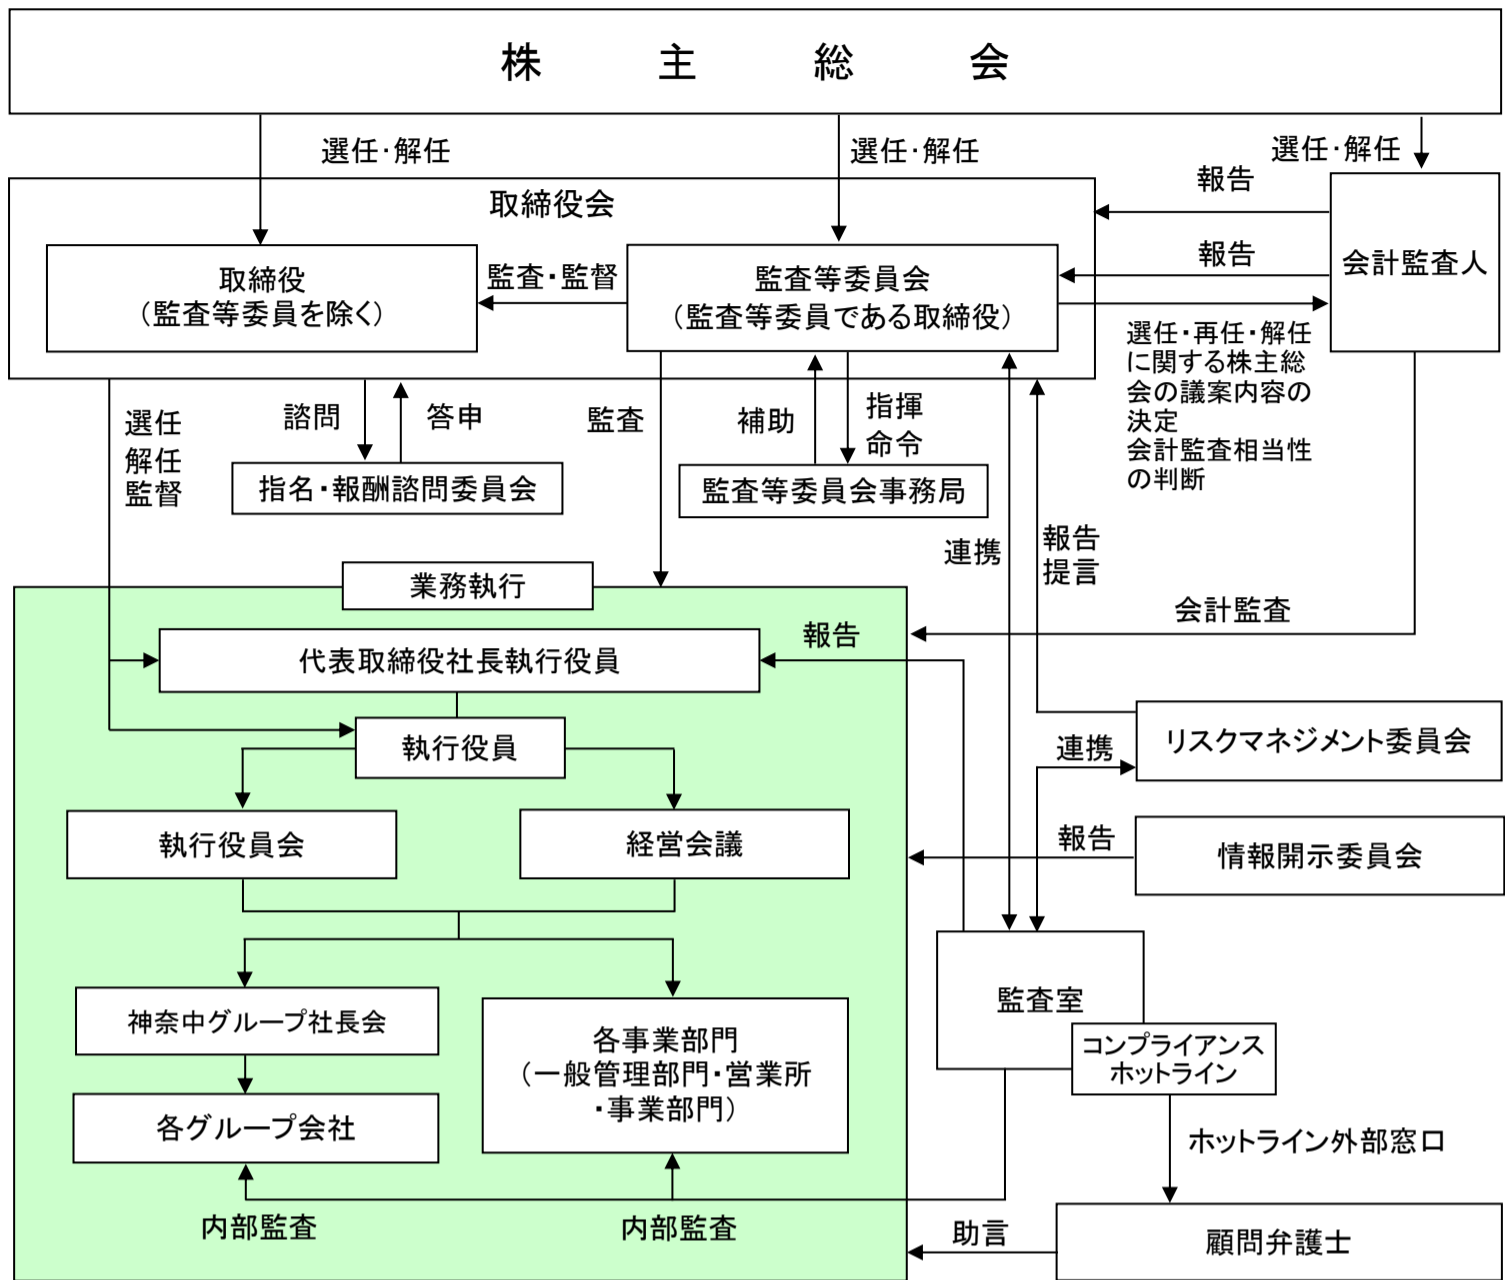 株主総会
選任・解任
選任・解任
選任・解任
報告
取締役会
報告
会計監査人
取締役
（監査等委員を除く）
監査・監督
監査等委員会
（監査等委員である取締役）
選任・再任・解任
に関する株主総
会の議案内容の
決定
会計監査相当性
の判断
選任
解任
監督
諮問
答申
監査
補助
指揮
命令
指名・報酬諮問委員会
監査等委員会事務局
連携
報告
提言
業務執行
会計監査
代表取締役社長執行役員
報告
執行役員
リスクマネジメント委員会
連携
執行役員会
経営会議
報告
情報開示委員会
監査室
コンプライアンス
ホットライン
神奈中グループ社長会
各事業部門
（一般管理部門・営業所
・事業部門）
各グループ会社
ホットライン外部窓口
内部監査
内部監査
助言
顧問弁護士